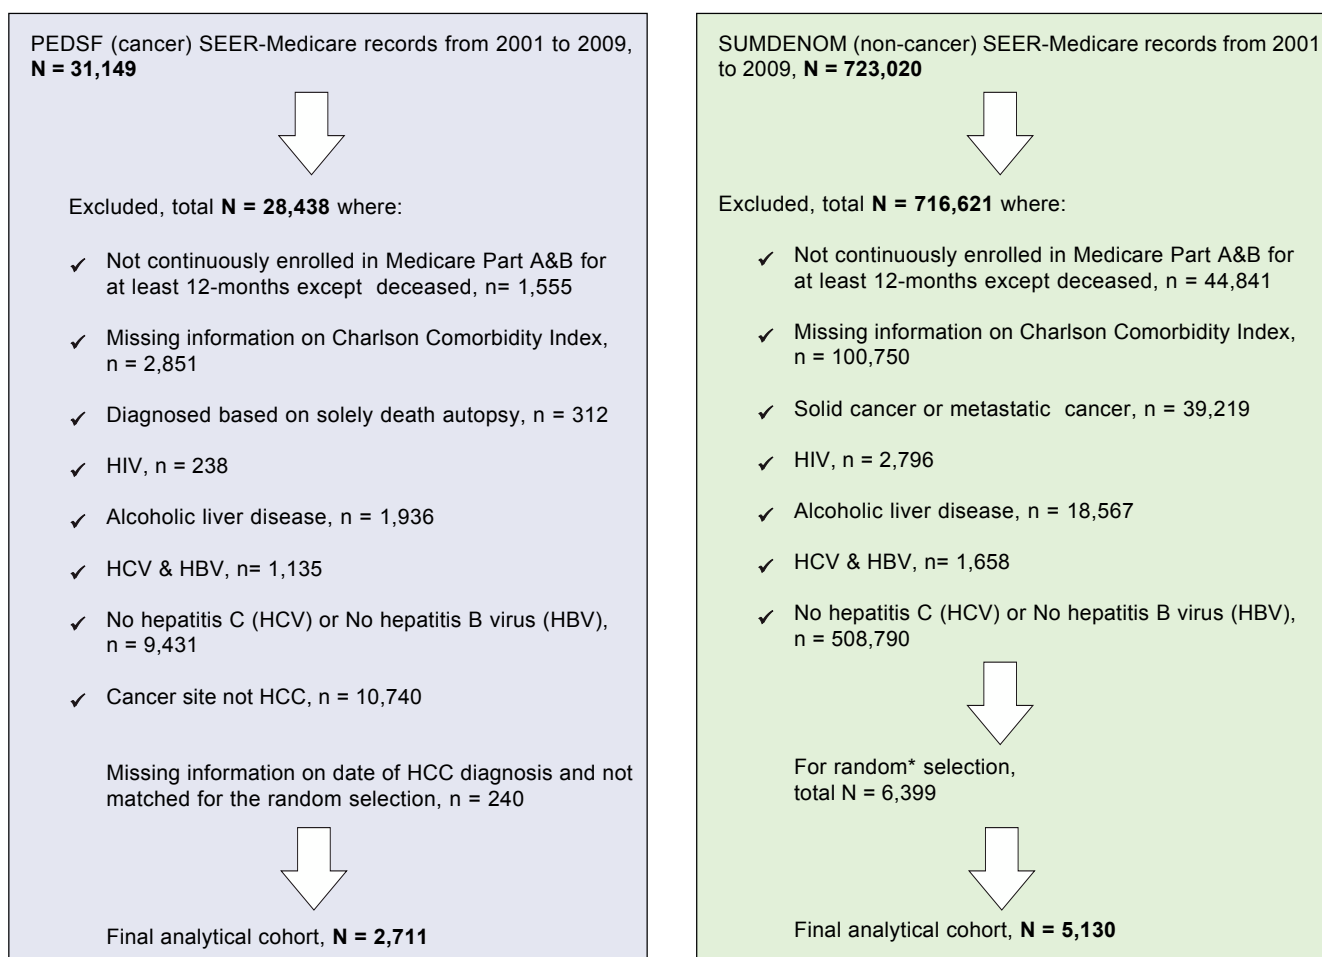 PEDSF (cancer) SEER-Medicare records from 2001 to 2009,
N = 31,149
Excluded, total N = 28,438 where:
✓ Not continuously enrolled in Medicare Part A&B for
at least 12-months except deceased, n= 1,555
✓ Missing information on Charlson Comorbidity Index,
n = 2,851
✓ Diagnosed based on solely death autopsy, n = 312
✓ HIV, n = 238
✓ Alcoholic liver disease, n = 1,936
✓ HCV & HBV, n= 1,135
✓ No hepatitis C (HCV) or No hepatitis B virus (HBV),
n = 9,431
✓ Cancer site not HCC, n = 10,740
Missing information on date of HCC diagnosis and not
matched for the random selection, n = 240
Final analytical cohort, N = 2,711
SUMDENOM (non-cancer) SEER-Medicare records from 2001
to 2009, N = 723,020
Excluded, total N = 716,621 where:
✓ Not continuously enrolled in Medicare Part A&B for
at least 12-months except deceased, n = 44,841
✓ Missing information on Charlson Comorbidity Index,
n = 100,750
✓ Solid cancer or metastatic cancer, n = 39,219
✓ HIV, n = 2,796
✓ Alcoholic liver disease, n = 18,567
✓ HCV & HBV, n= 1,658
✓ No hepatitis C (HCV) or No hepatitis B virus (HBV),
n = 508,790
For random* selection,
total N = 6,399
Final analytical cohort, N = 5,130